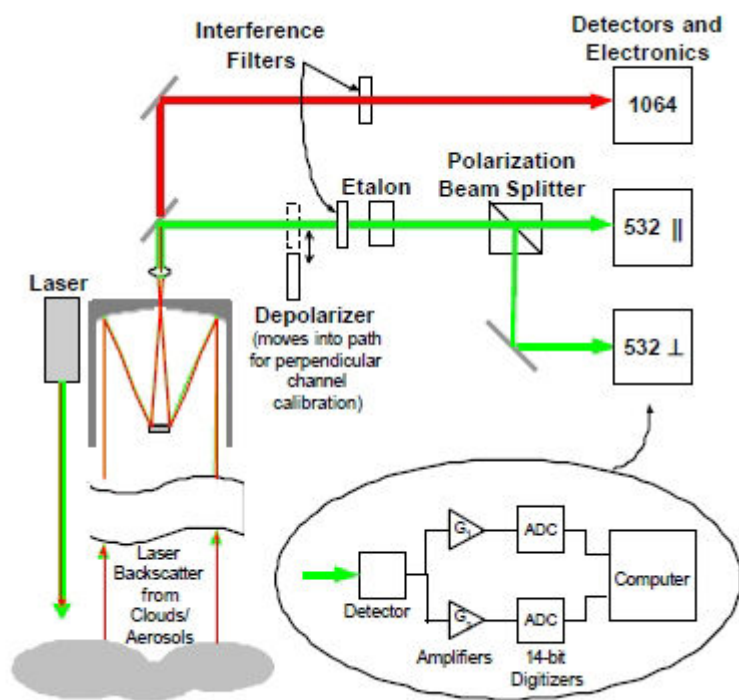 Interference
Filters
Detectors and
Electronics
1064
Etalon
Polarization
Beam Splitter
532 ||
Laser
Depolarizer
(moves into path
for perpendicular
channel
calibration)
532 ⊥
Laser
Backscatter
from
Clouds/
Aerosols
Detector
G₁
G₂
Amplifiers
ADC
ADC
14-bit
Digitizers
Computer